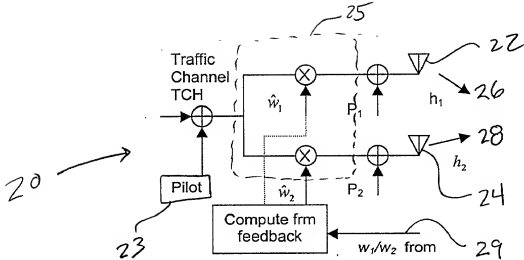 25
22
Traffic
Channel
TCH
ŵ₁
P₁
h₁
26
28
20
Pilot
ŵ₂
P₂
h₂
24
23
Compute frm
feedback
w₁/w₂ from
29